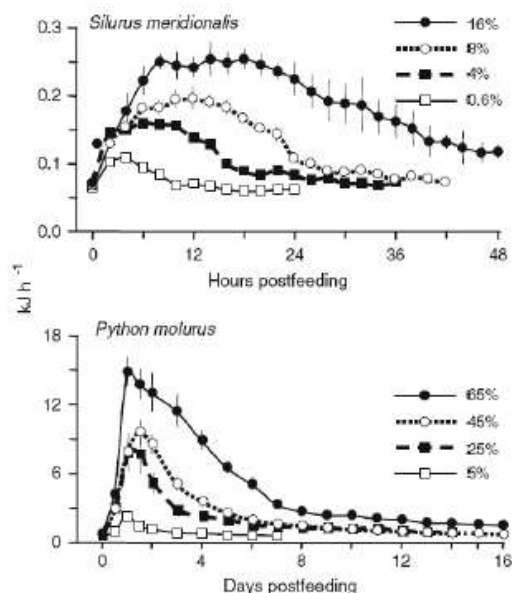 Silurus meridionalis
0.3
0.2
0.1
0.0
16%
8%
4%
0.6%
0 12 24 36 48
Hours postfeeding
kJ h⁻¹
Python molurus
18
12
6
0
65%
45%
25%
5%
0 4 8 12 16
Days postfeeding